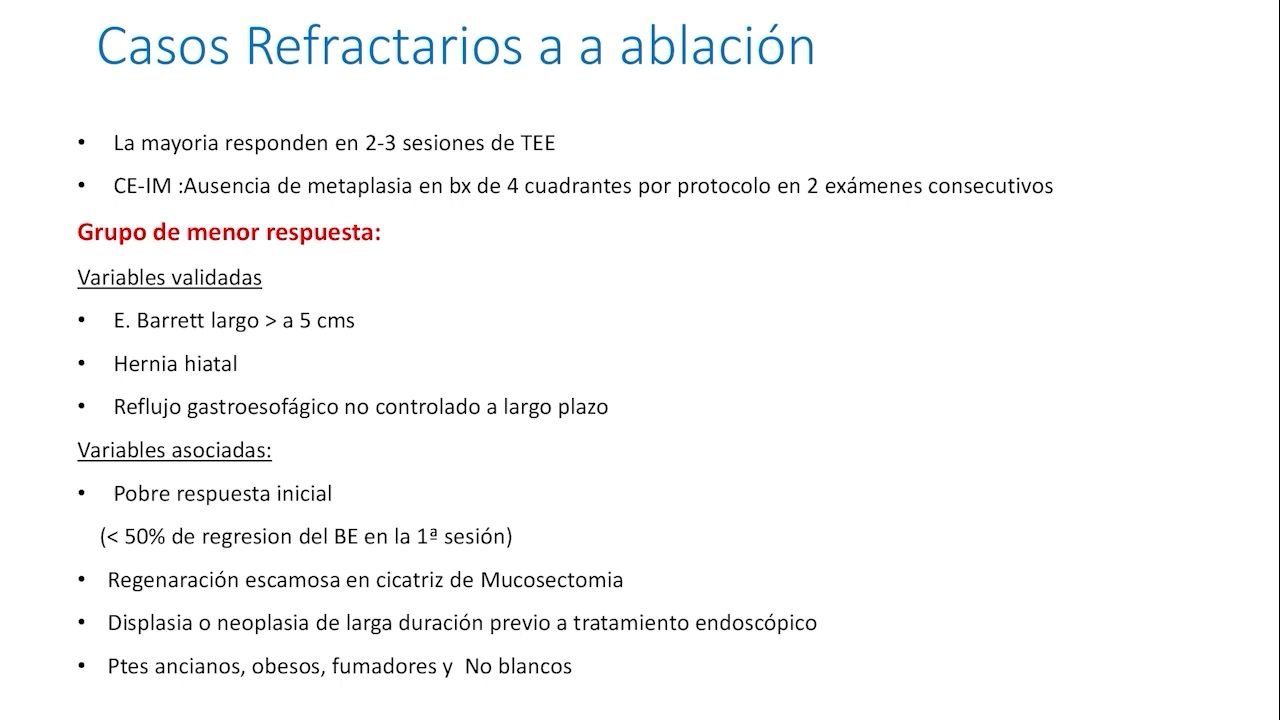 Casos Refractarios a a ablación
• La mayoria responden en 2-3 sesiones de TEE
• CE-IM :Ausencia de metaplasia en bx de 4 cuadrantes por protocolo en 2 exámenes consecutivos
Grupo de menor respuesta:
Variables validadas
• E. Barrett largo > a 5 cms
• Hernia hiatal
• Reflujo gastroesofágico no controlado a largo plazo
Variables asociadas:
• Pobre respuesta inicial
(< 50% de regresion del BE en la 1ª sesión)
• Regenaración escamosa en cicatriz de Mucosectomia
• Displasia o neoplasia de larga duración previo a tratamiento endoscópico
• Ptes ancianos, obesos, fumadores y  No blancos